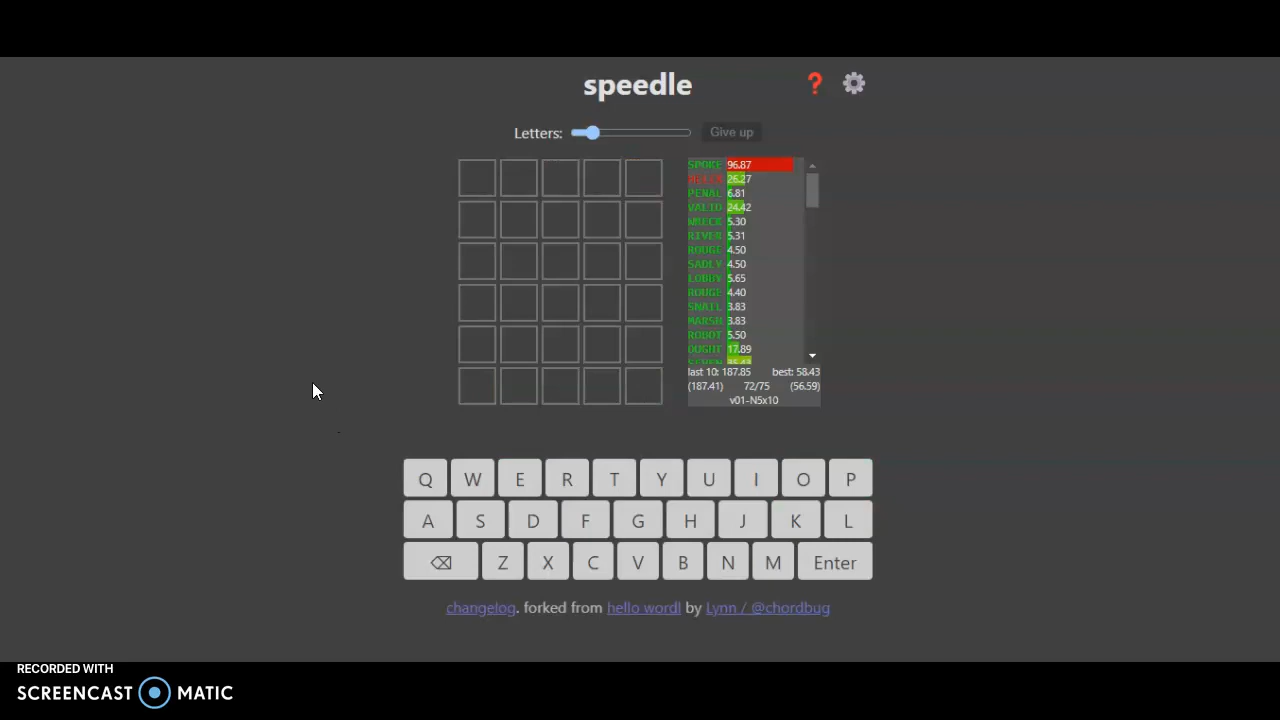 speedle
❓
Letters:
Give up
SPOKE 96.87
26.27
PENAL 6.81
VALID 24.42
WRECK 5.30
RIVER 5.31
ROUGE 4.50
SADLY 4.50
LOBBY 5.65
ROUGE 4.40
SNAIL 3.83
MARSH 3.83
ROBOT 5.50
OUGHT 17.89
last 10: 187.85 best: 58.43
(187.41) 72/75 (56.59)
v01-N5x10
Q W E R T Y U I O P
A S D F G H J K L
⌫ Z X C V B N M Enter
changelog. forked from hello wordl by Lynn / @chordbug
RECORDED WITH
SCREENCAST MATIC